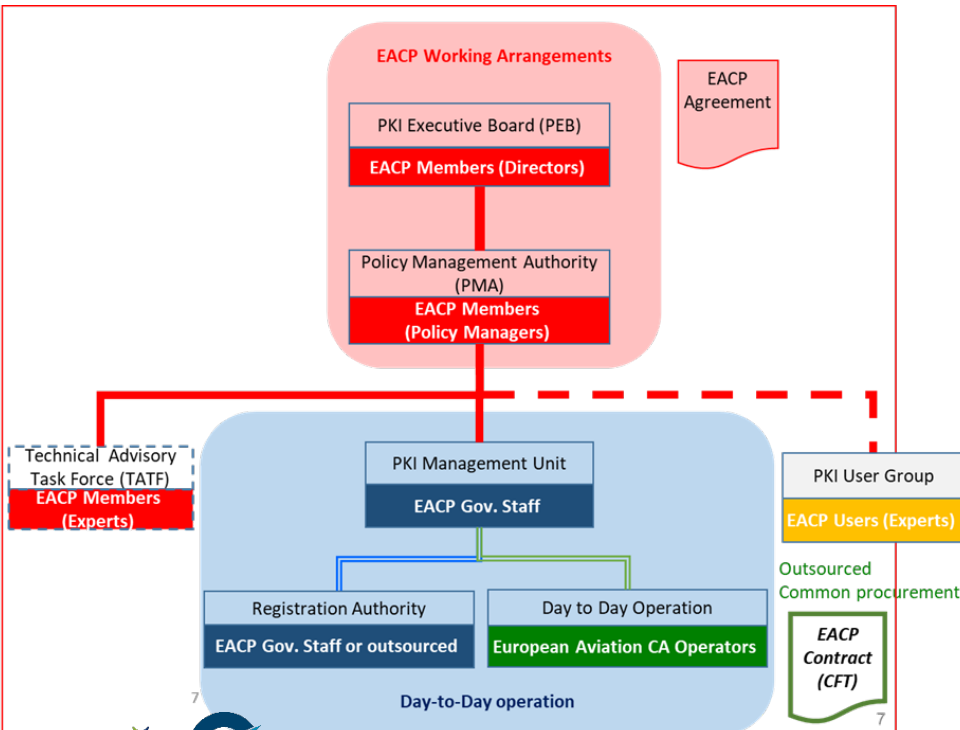 EACP Working Arrangements
EACP
Agreement
PKI Executive Board (PEB)
EACP Members (Directors)
Policy Management Authority
(PMA)
EACP Members
(Policy Managers)
Technical Advisory
Task Force (TATF)
EACP Members
(Experts)
PKI Management Unit
EACP Gov. Staff
PKI User Group
EACP Users (Experts)
Registration Authority
EACP Gov. Staff or outsourced
Day to Day Operation
European Aviation CA Operators
Outsourced
Common procurement
EACP
Contract
(CFT)
Day-to-Day operation
7
7